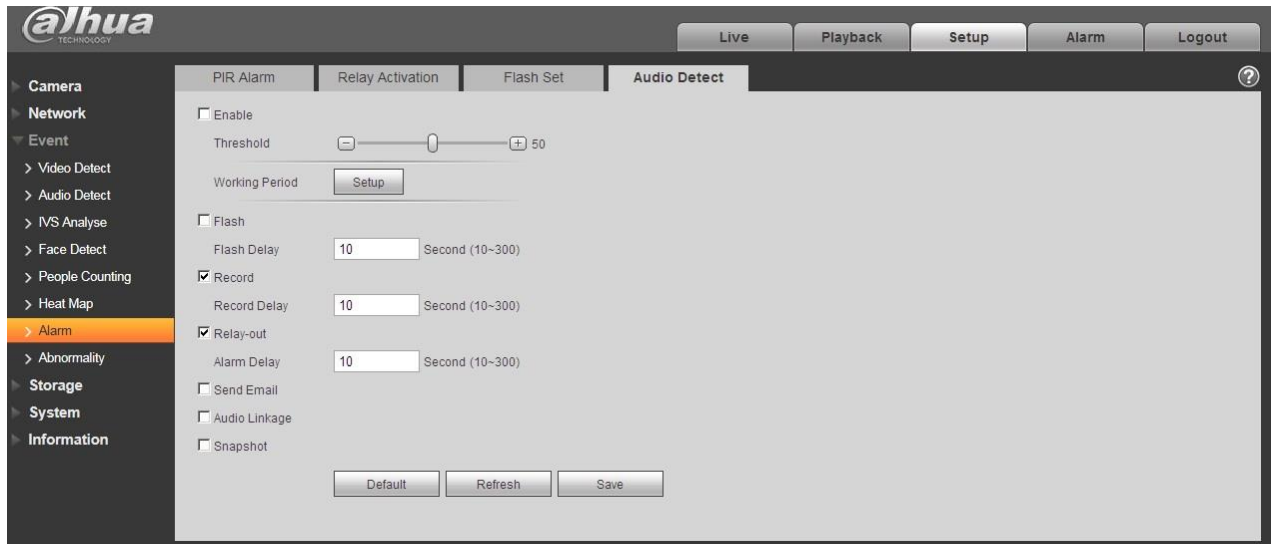 alhua
TECHNOLOGY
Live Playback Setup Alarm Logout
PIR Alarm Relay Activation Flash Set Audio Detect ?
Camera
Network
Event
> Video Detect
> Audio Detect
> IVS Analyse
> Face Detect
> People Counting
> Heat Map
> Alarm
> Abnormality
Storage
System
Information
Enable
Threshold - + 50
Working Period Setup
Flash
Flash Delay 10 Second (10~300)
Record
Record Delay 10 Second (10~300)
Relay-out
Alarm Delay 10 Second (10~300)
Send Email
Audio Linkage
Snapshot
Default Refresh Save